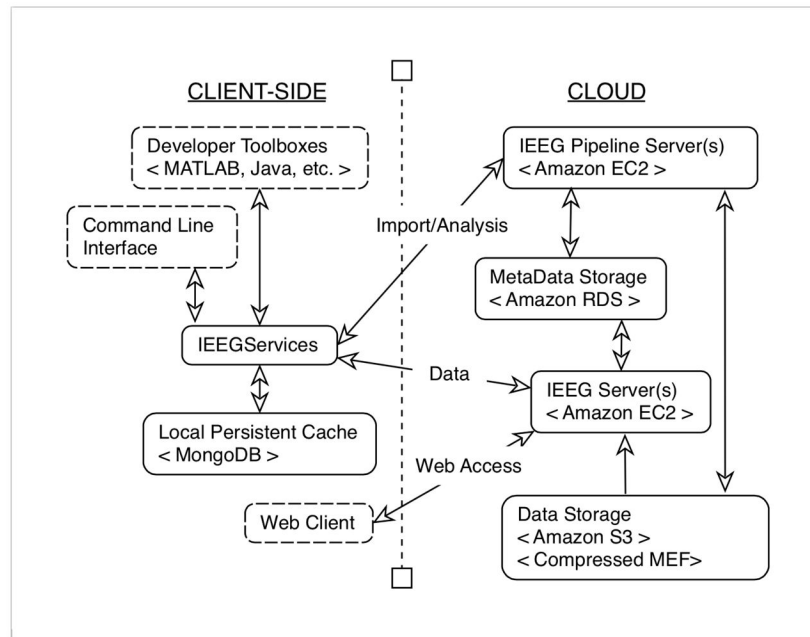 CLIENT-SIDE
CLOUD
Developer Toolboxes
< MATLAB, Java, etc. >
IEEG Pipeline Server(s)
< Amazon EC2 >
Command Line
Interface
Import/Analysis
MetaData Storage
< Amazon RDS >
IEEGServices
Data
IEEG Server(s)
< Amazon EC2 >
Local Persistent Cache
< MongoDB >
Web Access
Web Client
Data Storage
< Amazon S3 >
< Compressed MEF>